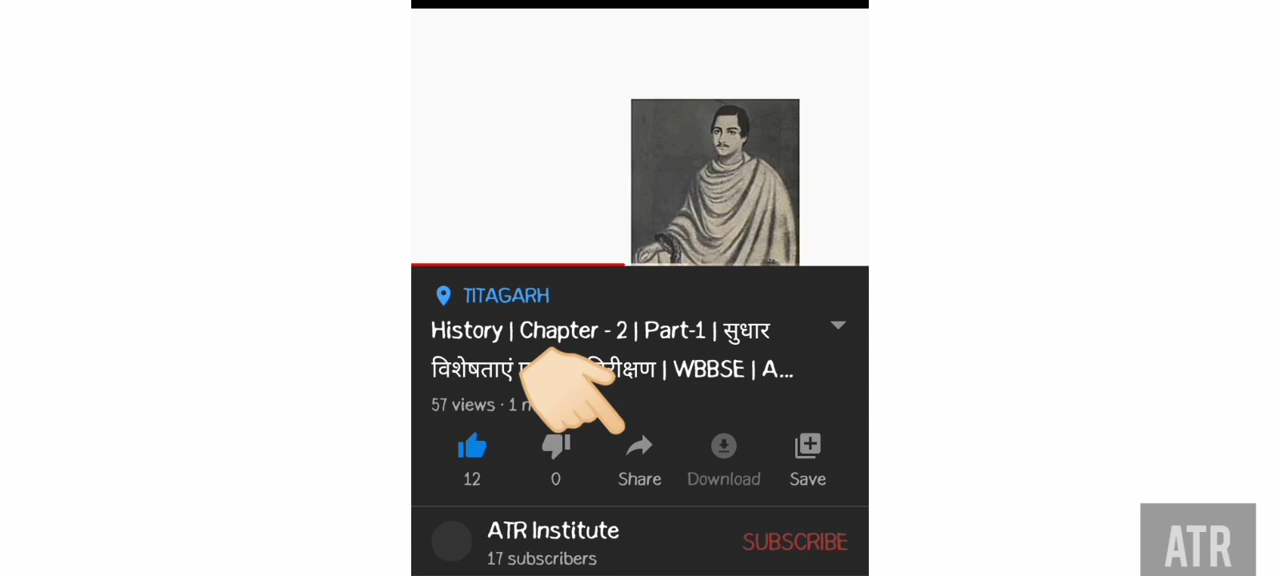 TITAGARH
History | Chapter - 2 | Part-1 | सुधार
विशेषताएं | WBBSE | A...
57 views · 1
12
0
Share
Download
Save
ATR Institute
17 subscribers
SUBSCRIBE
ATR